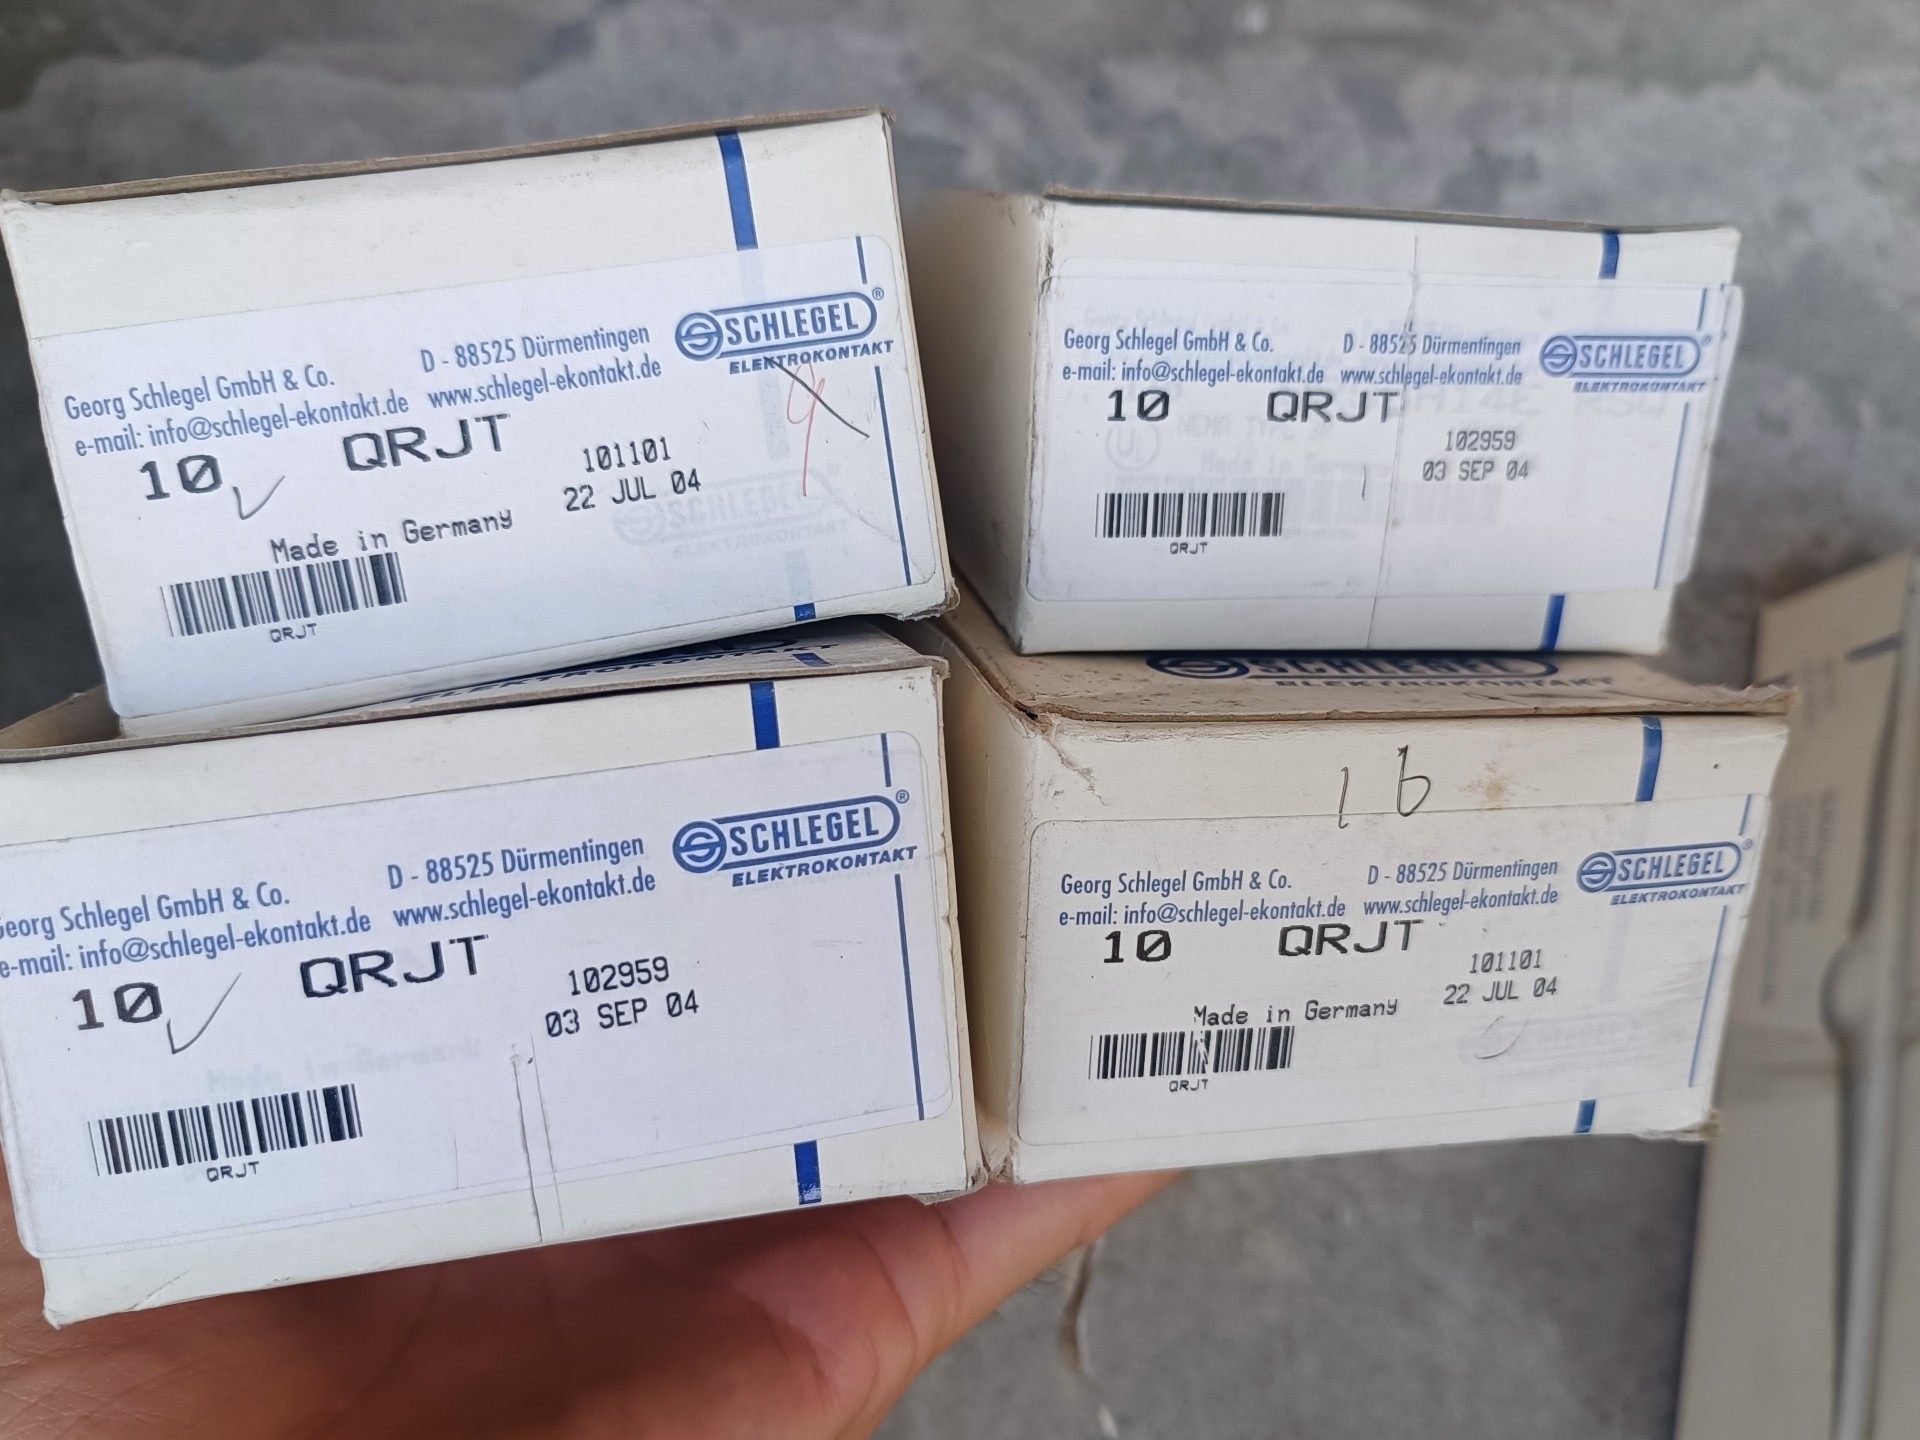 Georg Schlegel GmbH & Co. D - 88525 Dürmentingen
e-mail: info@schlegel-ekontakt.de www.schlegel-ekontakt.de
SCHLEGEL®
ELEKTROKONTAKT
9
10 QRJT
101101
22 JUL 04
Made in Germany
QRJT
Georg Schlegel GmbH & Co. D - 88525 Dürmentingen
e-mail: info@schlegel-ekontakt.de www.schlegel-ekontakt.de
SCHLEGEL®
ELEKTROKONTAKT
10 QRJT
102959
03 SEP 04
QRJT
ELEKTROKONTAKT
SCHLEGEL
ELEKTROKONTAKT
Georg Schlegel GmbH & Co. D - 88525 Dürmentingen
e-mail: info@schlegel-ekontakt.de www.schlegel-ekontakt.de
SCHLEGEL®
ELEKTROKONTAKT
10 QRJT
102959
03 SEP 04
QRJT
16
Georg Schlegel GmbH & Co. D - 88525 Dürmentingen
e-mail: info@schlegel-ekontakt.de www.schlegel-ekontakt.de
SCHLEGEL®
ELEKTROKONTAKT
10 QRJT
101101
22 JUL 04
Made in Germany
QRJT